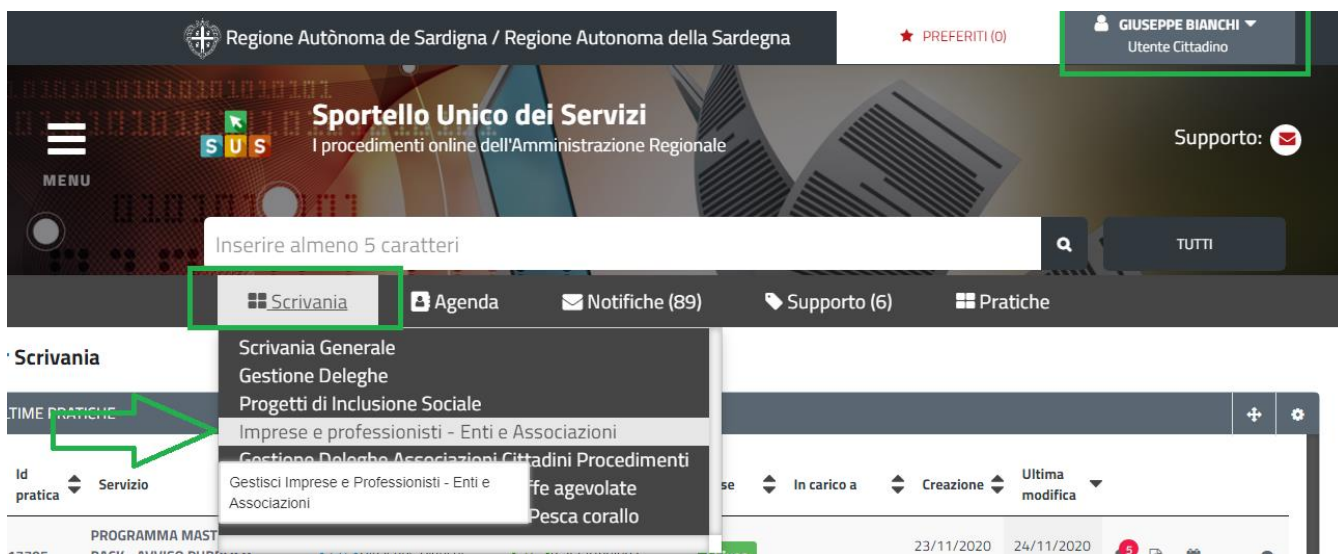 Regione Autònoma de Sardigna / Regione Autonoma della Sardegna
PREFERITI (0)
GIUSEPPE BIANCHI
Utente Cittadino
Sportello Unico dei Servizi
SUS
I procedimenti online dell'Amministrazione Regionale
Supporto:
MENU
Inserire almeno 5 caratteri
TUTTI
Scrivania
Agenda
Notifiche (89)
Supporto (6)
Pratiche
Scrivania
Scrivania Generale
Gestione Deleghe
Progetti di Inclusione Sociale
Imprese e professionisti - Enti e Associazioni
Gestione Deleghe Associazioni Cittadini Procedimenti
Gestisci Imprese e Professionisti - Enti e
Associazioni
agevolate
Pesca corallo
Id
pratica
Servizio
In carico a
Creazione
Ultima
modifica
PROGRAMMA
23/11/2020
24/11/2020
5